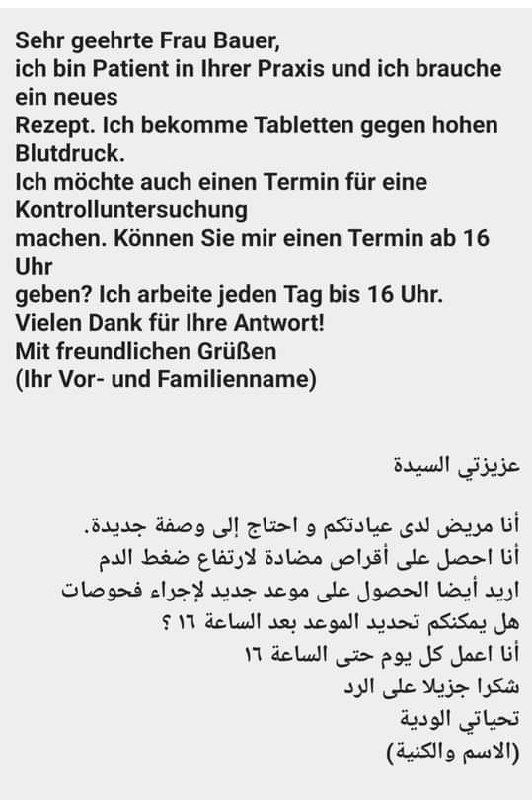 Sehr geehrte Frau Bauer,
ich bin Patient in Ihrer Praxis und ich brauche
ein neues
Rezept. Ich bekomme Tabletten gegen hohen
Blutdruck.
Ich möchte auch einen Termin für eine
Kontrolluntersuchung
machen. Können Sie mir einen Termin ab 16
Uhr
geben? Ich arbeite jeden Tag bis 16 Uhr.
Vielen Dank für Ihre Antwort!
Mit freundlichen Grüßen
(Ihr Vor- und Familienname)
عزيزتي السيدة
أنا مريض لدى عيادتكم و احتاج إلى وصفة جديدة.
أنا احصل على أقراص مضادة لارتفاع ضغط الدم
اريد أيضا الحصول على موعد جديد لإجراء فحوصات
هل يمكنكم تحديد الموعد بعد الساعة ١٦ ؟
أنا اعمل كل يوم حتى الساعة ١٦
شكرا جزيلا على الرد
تحياتي الودية
(الاسم والكنية)